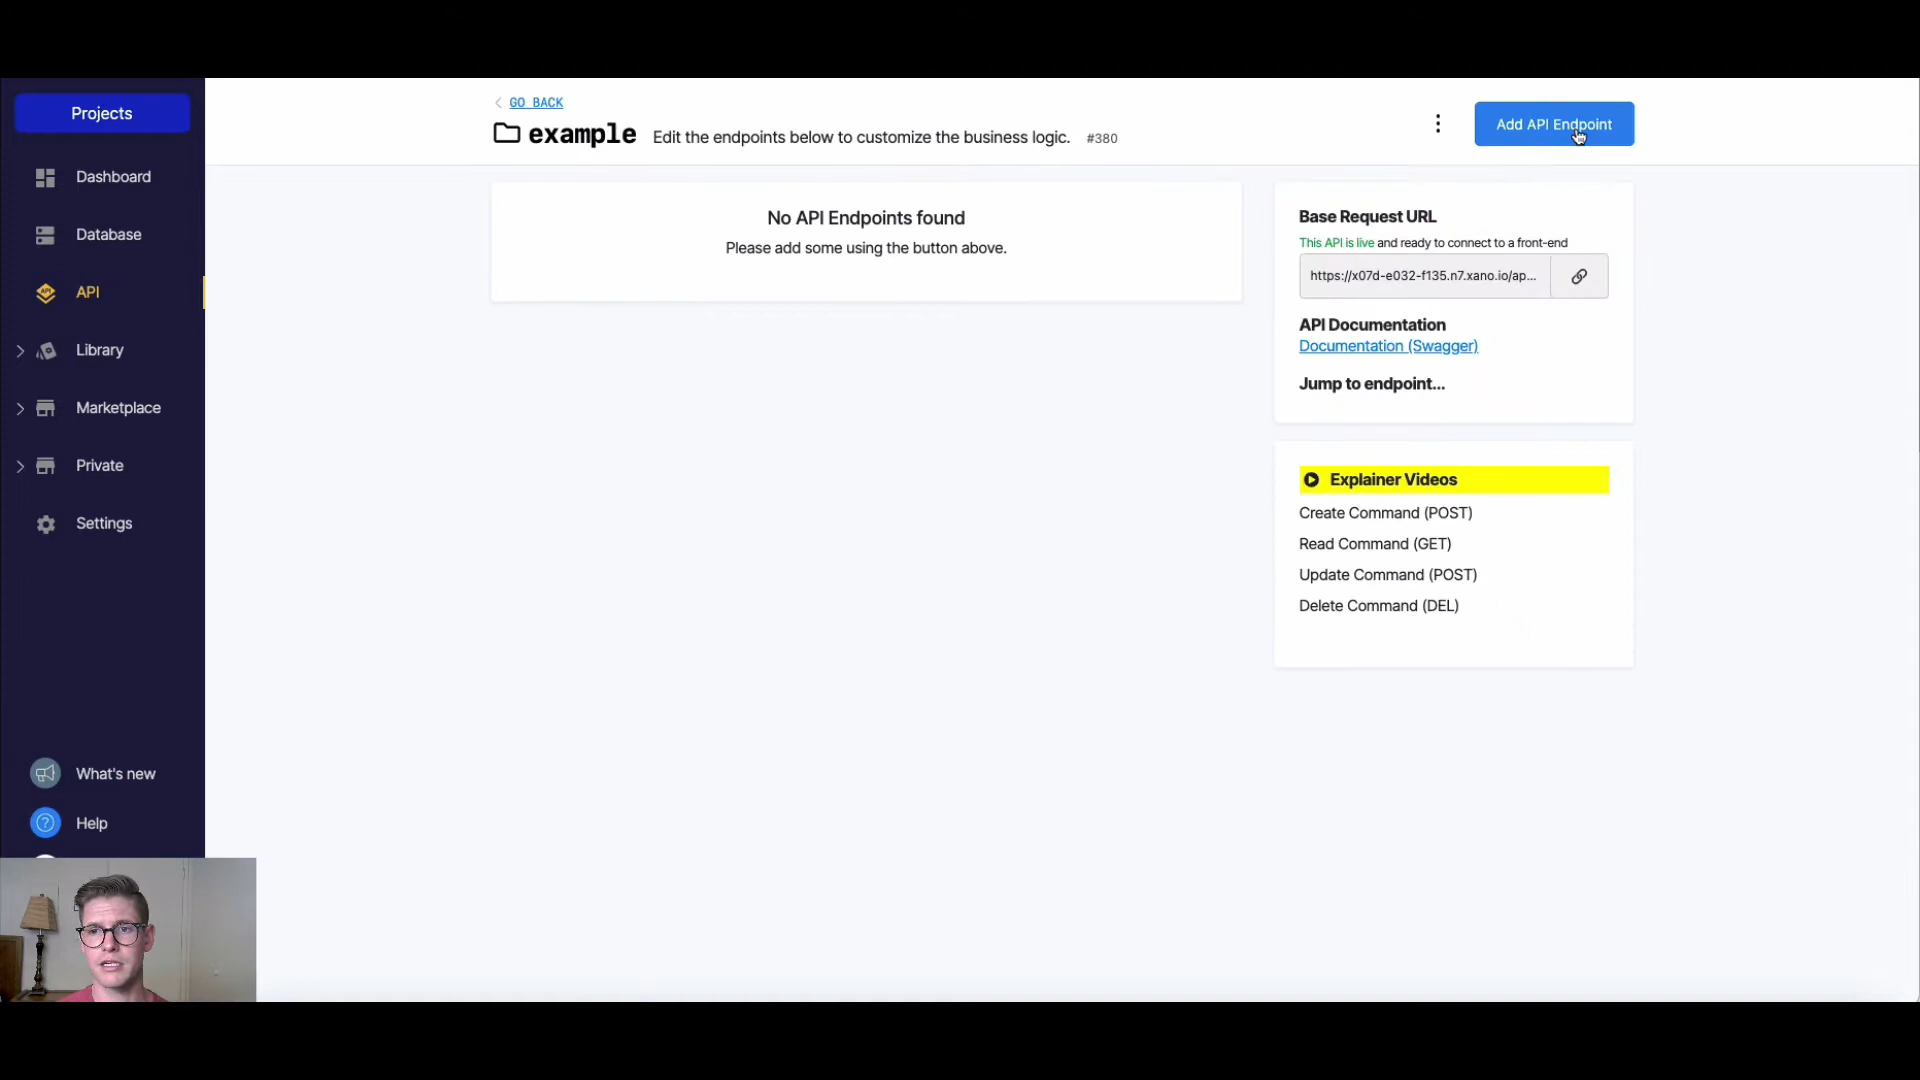 Projects
Dashboard
Database
API
Library
Marketplace
Private
Settings
What's new
Help
GO BACK
example Edit the endpoints below to customize the business logic. #380
Add API Endpoint
No API Endpoints found
Please add some using the button above.
Base Request URL
This API is live and ready to connect to a front-end
https://x07d-e032-f135.n7.xano.io/ap...
API Documentation
Documentation (Swagger)
Jump to endpoint...
Explainer Videos
Create Command (POST)
Read Command (GET)
Update Command (POST)
Delete Command (DEL)